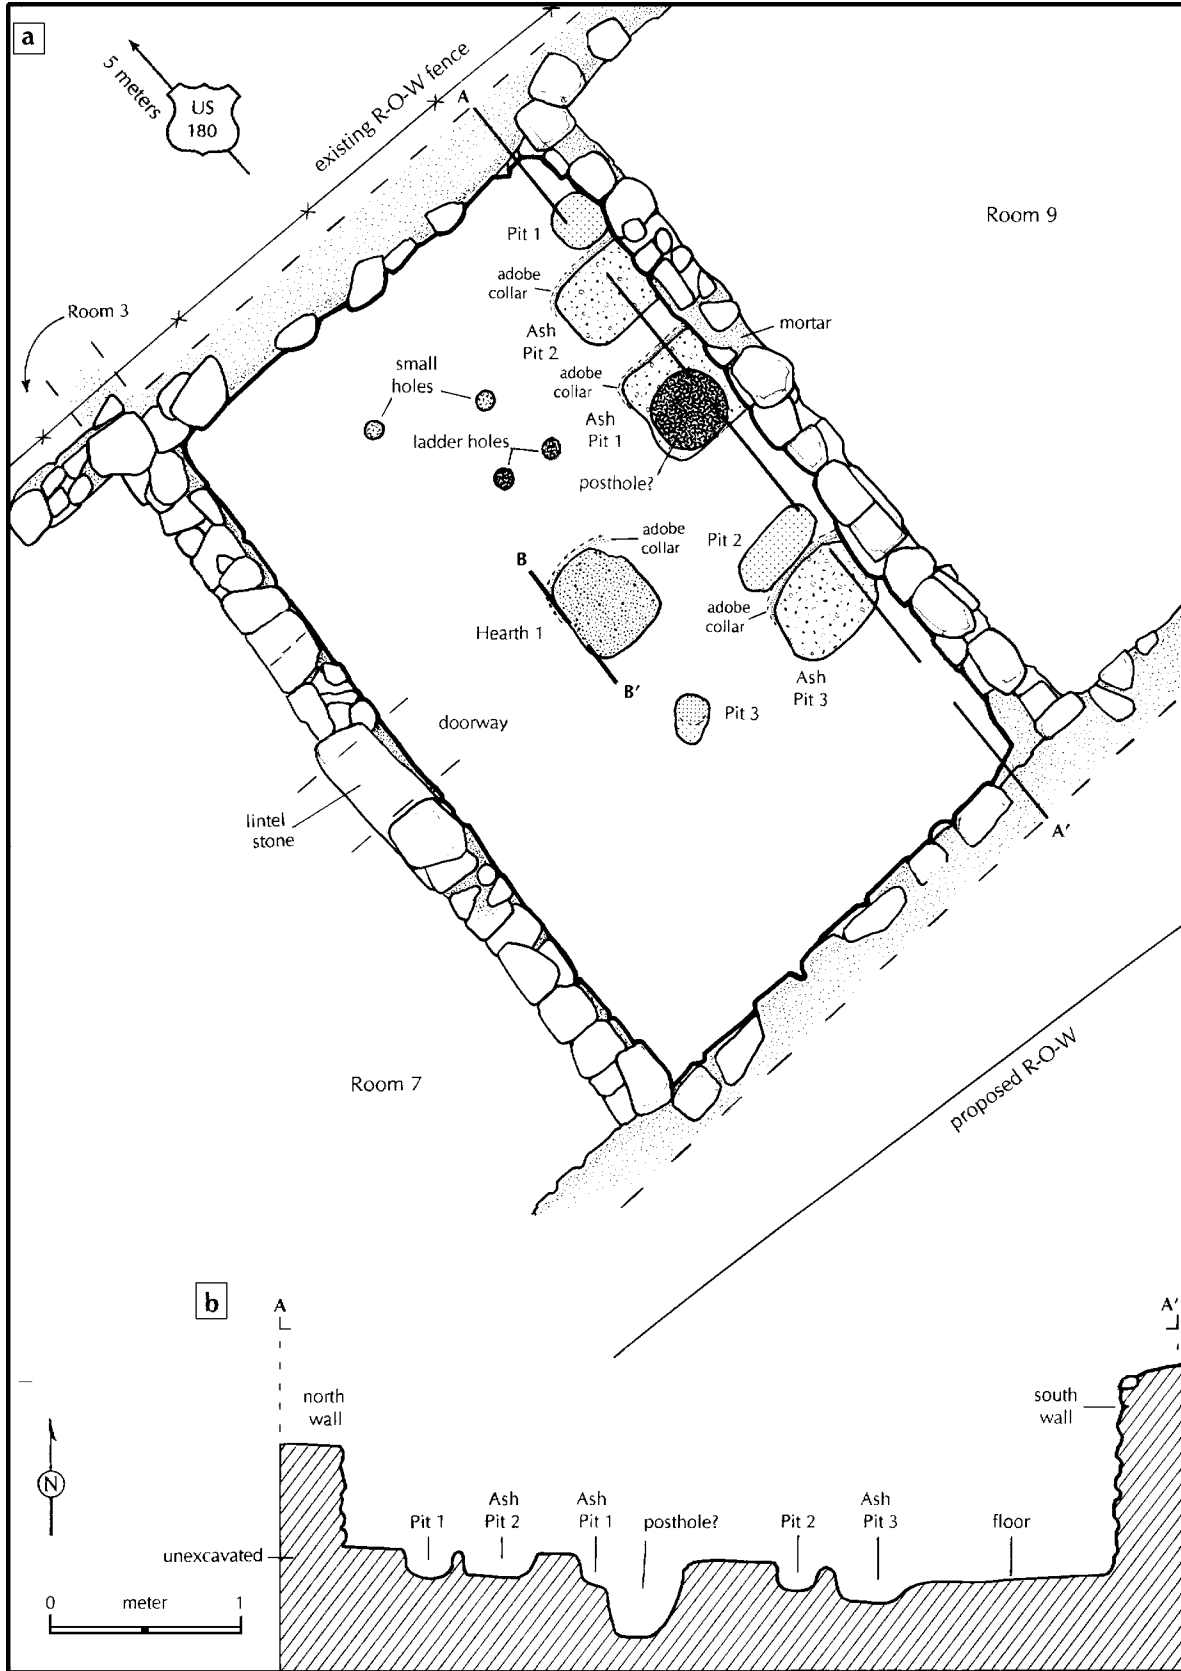 a
5 meters
US
180
existing R-O-W fence
A
Room 9
Pit 1
adobe
collar
Room 3
Ash
Pit 2
mortar
small
holes
adobe
collar
Ash
Pit 1
ladder holes
posthole?
adobe
collar
Pit 2
B
Hearth 1
adobe
collar
B'
Ash
Pit 3
Pit 3
doorway
lintel
stone
A'
Room 7
proposed R-O-W
b
A
A'
north
wall
south
wall
N
Pit 1
Ash
Pit 2
Ash
Pit 1
posthole?
Pit 2
Ash
Pit 3
floor
unexcavated
0 meter 1